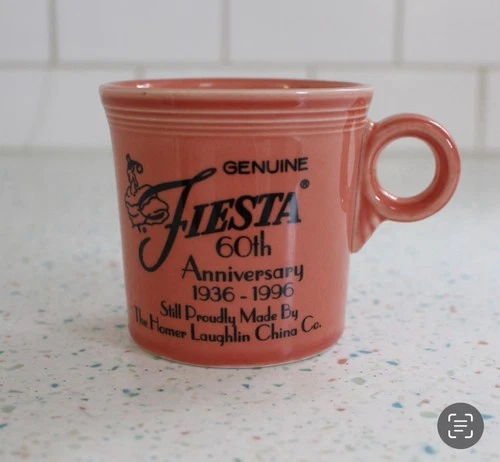 GENUINE
FIESTA®
60th
Anniversary
1936 - 1996
Still Proudly Made By
The Homer Laughlin China Co.